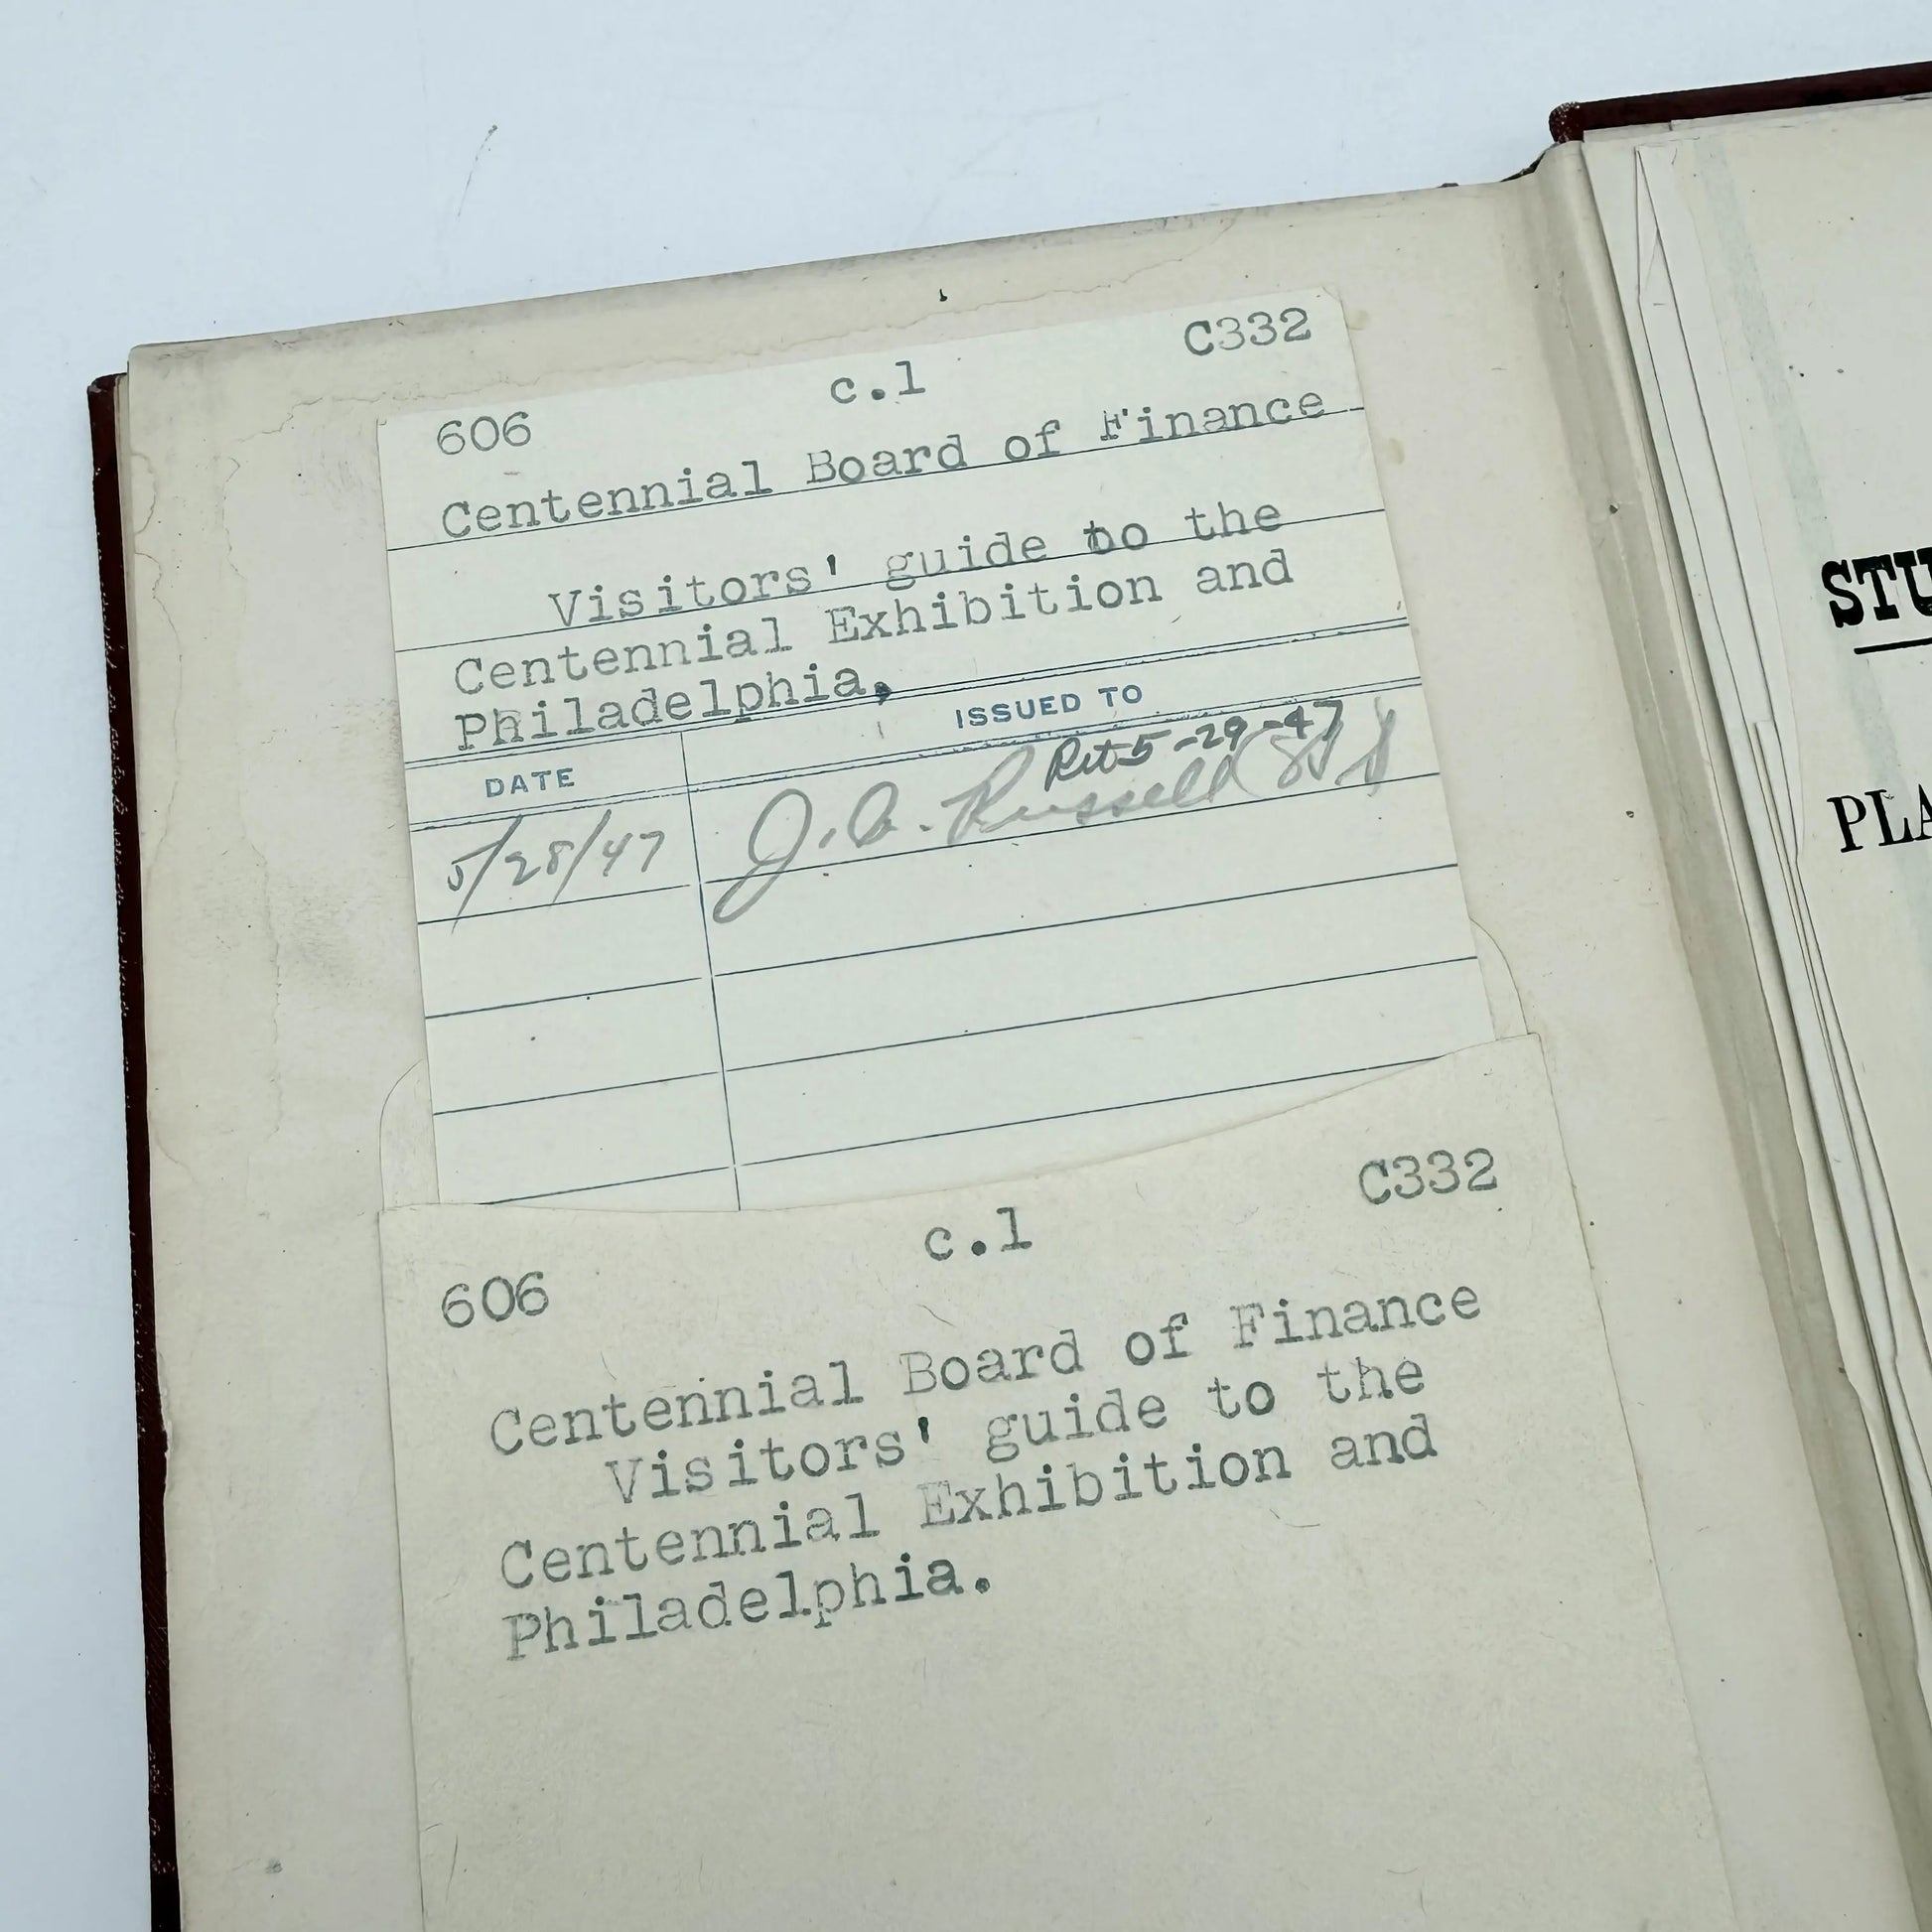 C332
c.1
606
Centennial Board of Finance
Visitors' guide to the
Centennial Exhibition and
Philadelphia.
DATE
ISSUED TO
Ret 5-29-47
5/28/47 J. A. Russell
C332
c.1
606
Centennial Board of Finance
Visitors' guide to the
Centennial Exhibition and
Philadelphia.
STU
PLA